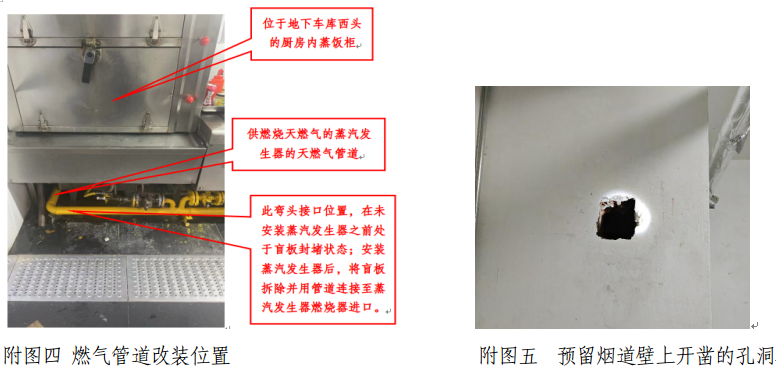 位于地下车库西头
的厨房内蒸饭柜
供燃烧天燃气的蒸汽发
生器的天燃气管道。
此弯头接口位置，在未
安装蒸汽发生器之前处
于盲板封堵状态；安装
蒸汽发生器后，将盲板
拆除并用管道连接至蒸
汽发生器燃烧器进口。
附图四 燃气管道改装位置
附图五 预留烟道壁上开凿的孔洞